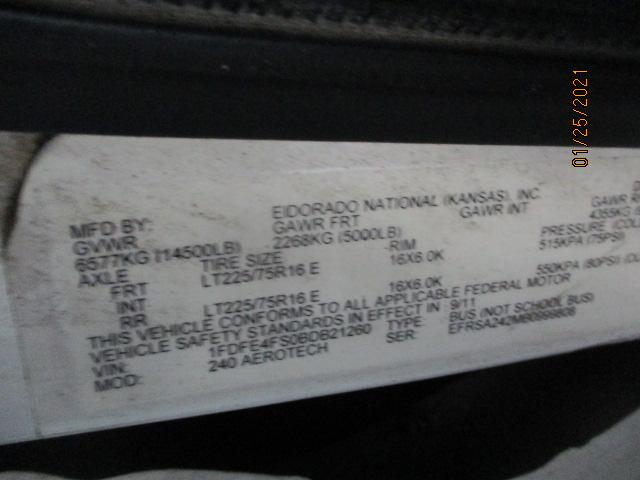 01/25/2021
MFD BY: ElDORADO NATIONAL (KANSAS), INC.
GVWR GAWR FRT GAWR INT GAWR
6577KG (14500LB) 2268KG (5000LB) 4355KG
AXLE TIRE SIZE -RIM PRESSURE
FRT LT225/75R16 E 16X6.0K 515KPA (75PSI)
INT
RR LT225/75R16 E 16X6.0K 550KPA (80PSI)
THIS VEHICLE CONFORMS TO ALL APPLICABLE FEDERAL MOTOR
VEHICLE SAFETY STANDARDS IN EFFECT IN 9/11
VIN: 1FDFE4FS0BDB21260 TYPE: BUS (NOT SCHOOL BUS)
MOD: 240 AEROTECH SER: